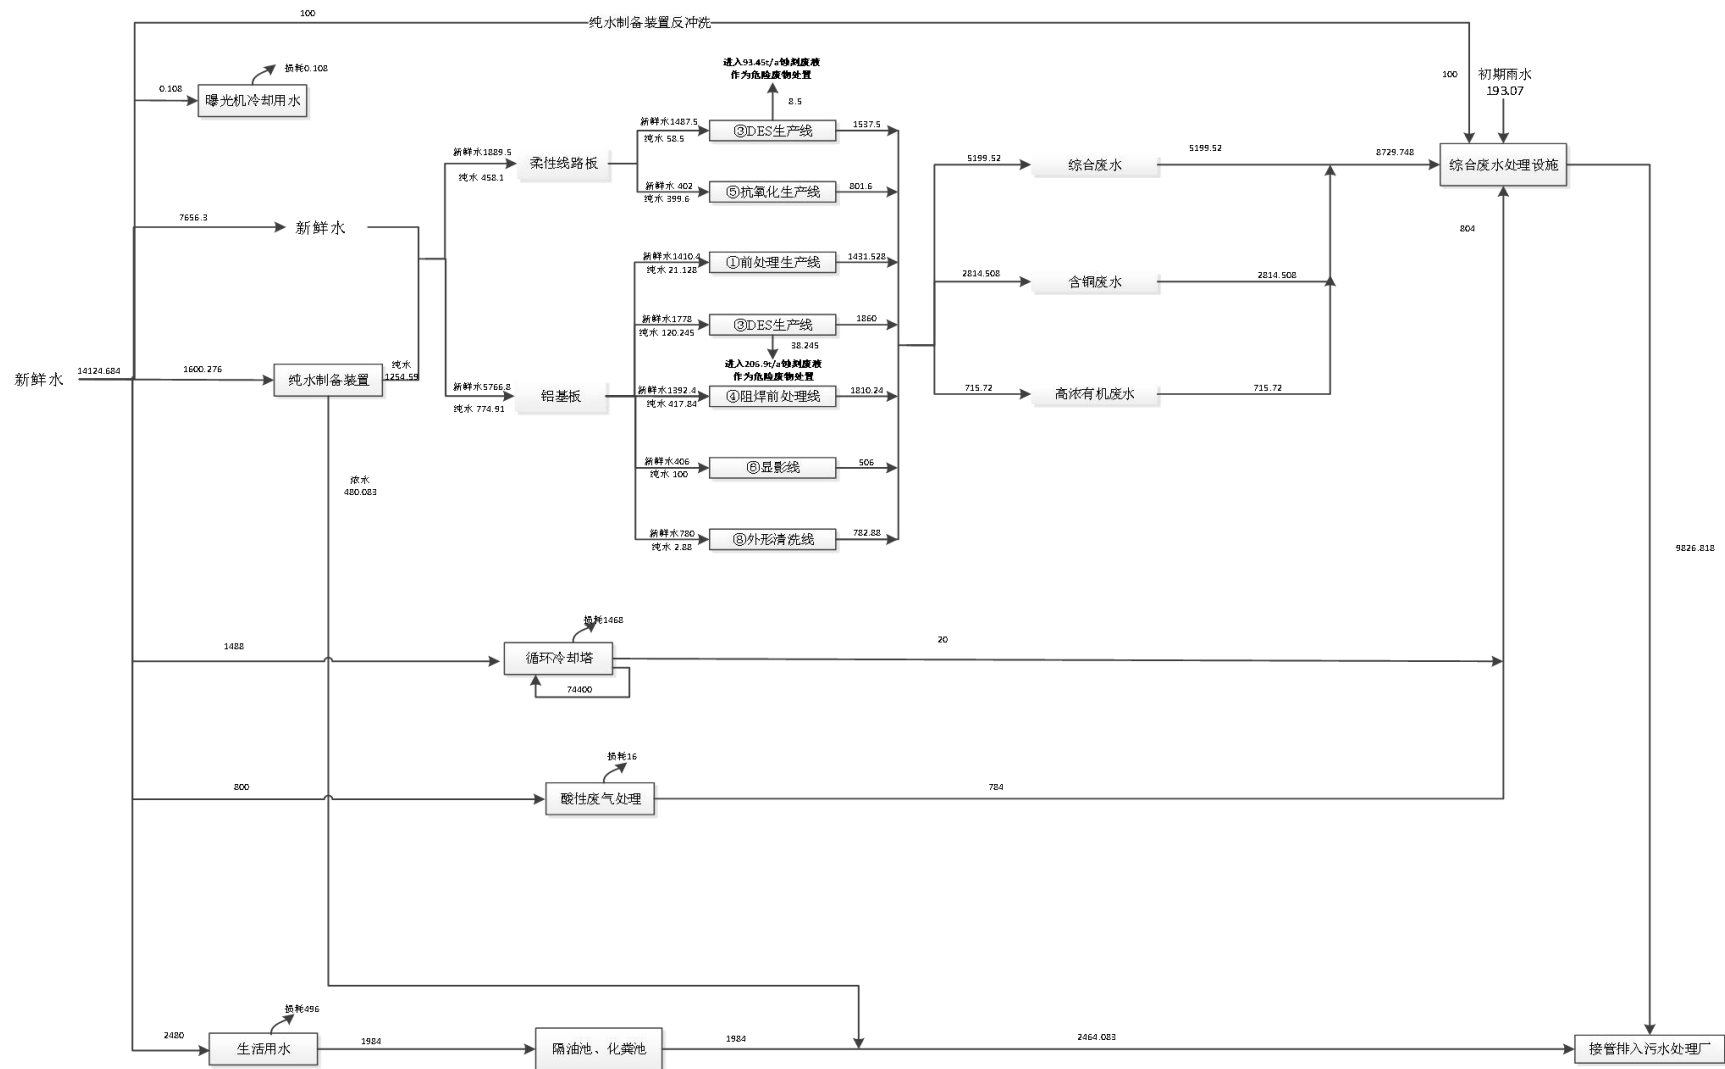 100
纯水制备装置反冲洗
进入93.45t/a蚀刻废液
作为危险废物处置
损耗0.108
100
初期雨水
193.07
0.108
曝光机冷却用水
8.5
新鲜水1487.5
纯水 58.5
③DES生产线
1537.5
新鲜水1889.5
纯水 458.1
柔性线路板
5199.52
综合废水
5199.52
8729.748
综合废水处理设施
新鲜水 402
纯水 399.6
⑤抗氧化生产线
801.6
7656.3
新鲜水
804
新鲜水1410.4
纯水 21.128
①前处理生产线
1431.528
2814.508
含铜废水
2814.508
新鲜水1778
纯水 120.245
③DES生产线
1860
38.245
进入206.9t/a蚀刻废液
作为危险废物处置
新鲜水
14124.684
1600.276
纯水制备装置
纯水
1254.59
新鲜水5766.8
纯水 774.91
铝基板
新鲜水1392.4
纯水 417.84
④阻焊前处理线
1810.24
715.72
高浓有机废水
715.72
新鲜水406
纯水 100
⑥显影线
506
浓水
480.083
新鲜水780
纯水 2.88
⑧外形清洗线
782.88
9826.818
损耗1468
1488
循环冷却塔
20
74400
损耗16
800
酸性废气处理
784
损耗496
2480
生活用水
1984
隔油池、化粪池
1984
2464.083
接管排入污水处理厂